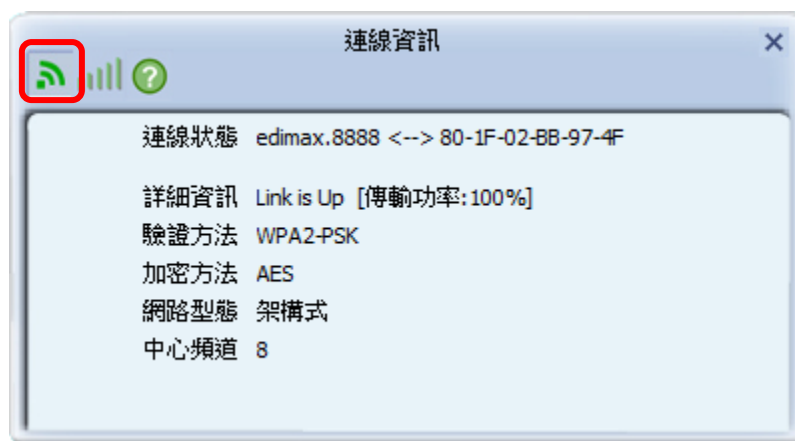 連線資訊
連線狀態 edimax.8888 <--> 80-1F-02-BB-97-4F
詳細資訊 Link is Up [傳輸功率:100%]
驗證方法 WPA2-PSK
加密方法 AES
網路型態 架構式
中心頻道 8